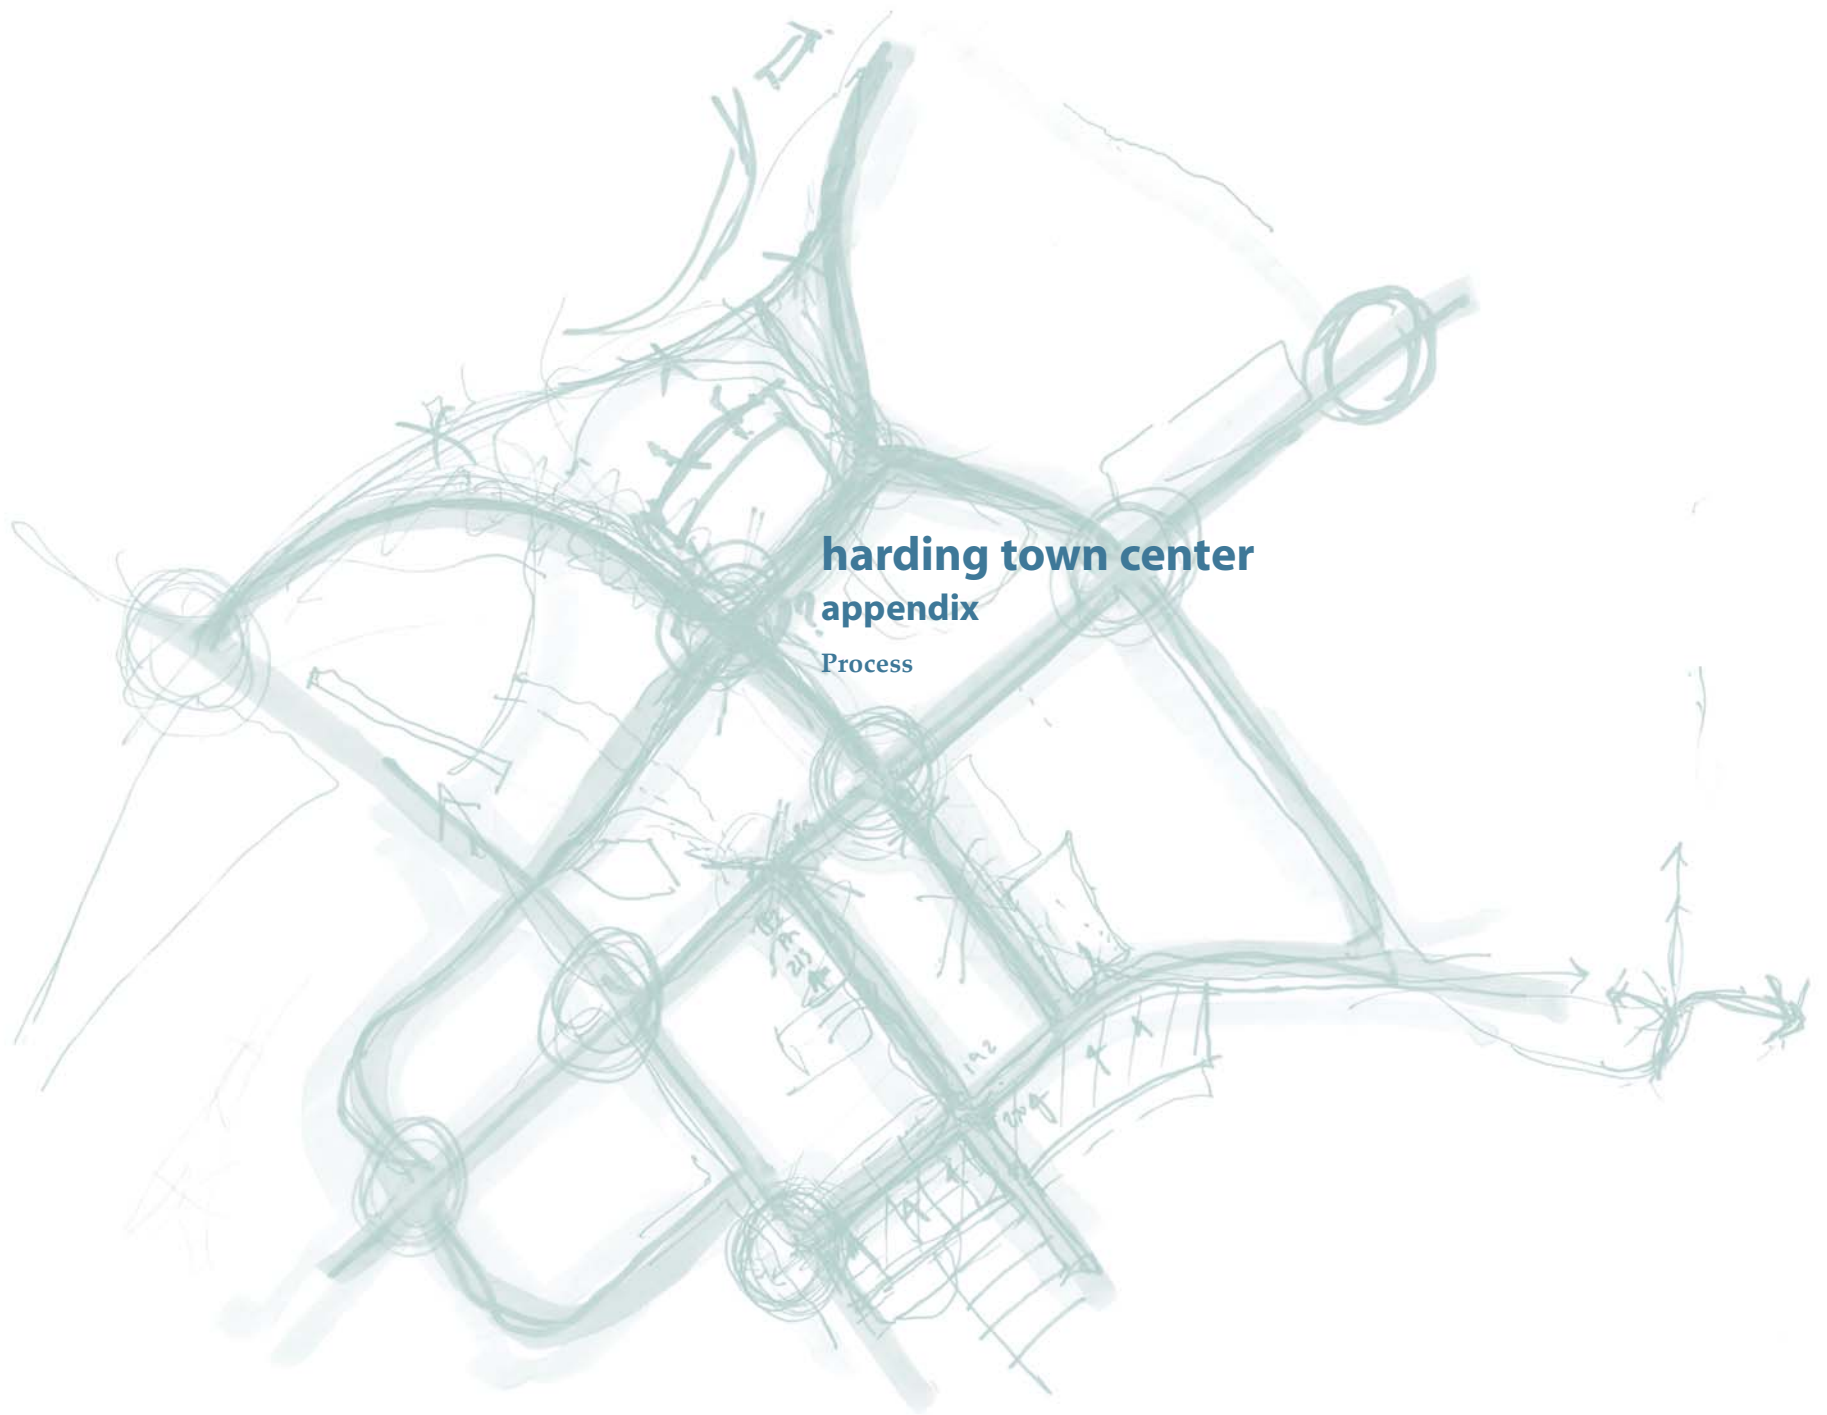 harding town center
appendix
Process